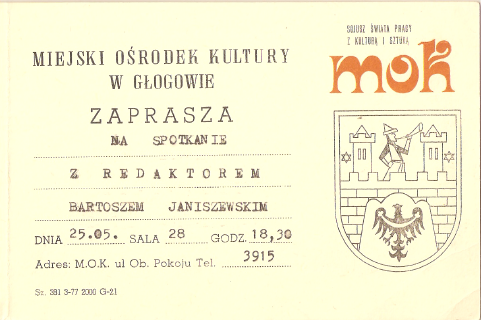 MIEJSKI OŚRODEK KULTURY
W GŁOGOWIE
ZAPRASZA
NA SPOTKANIE
Z REDAKTOREM
BARTOSZEM JANISZEWSKIM
DNIA 25.05. SALA 28 GODZ. 18,30
Adres: M.O.K. ul Ob. Pokoju Tel. 3915
Sz. 381 3-77 2000 G-21
SOJUSZ ŚWIATA PRACY
Z KULTURĄ I SZTUKĄ
mok